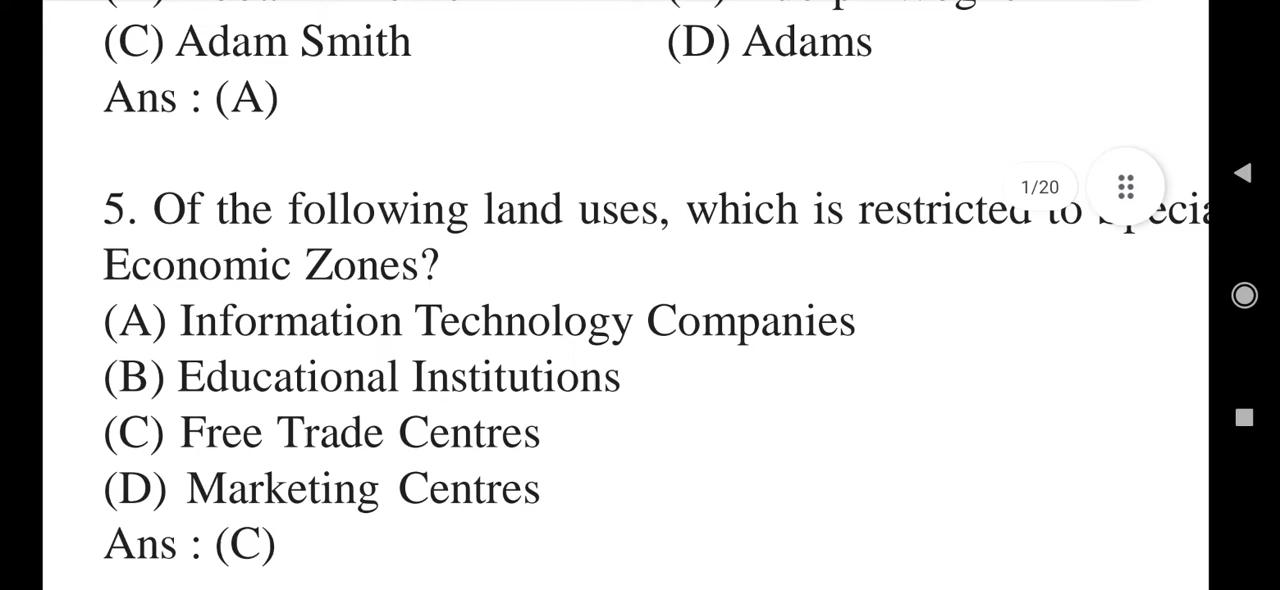 (C) Adam Smith (D) Adams
Ans : (A)
1/20
5. Of the following land uses, which is restricted to
Economic Zones?
(A) Information Technology Companies
(B) Educational Institutions
(C) Free Trade Centres
(D) Marketing Centres
Ans : (C)